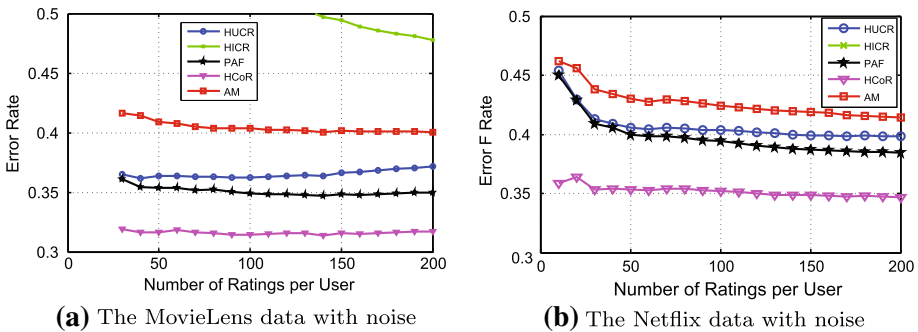 0.5
0.45
0.4
0.35
0.3
0
50
100
150
200
Error Rate
Number of Ratings per User
HUCR
HICR
PAF
HCoR
AM
(a) The MovieLens data with noise
0.5
0.45
0.4
0.35
0.3
0
50
100
150
200
Error F Rate
Number of Ratings per User
HUCR
HICR
PAF
HCoR
AM
(b) The Netflix data with noise